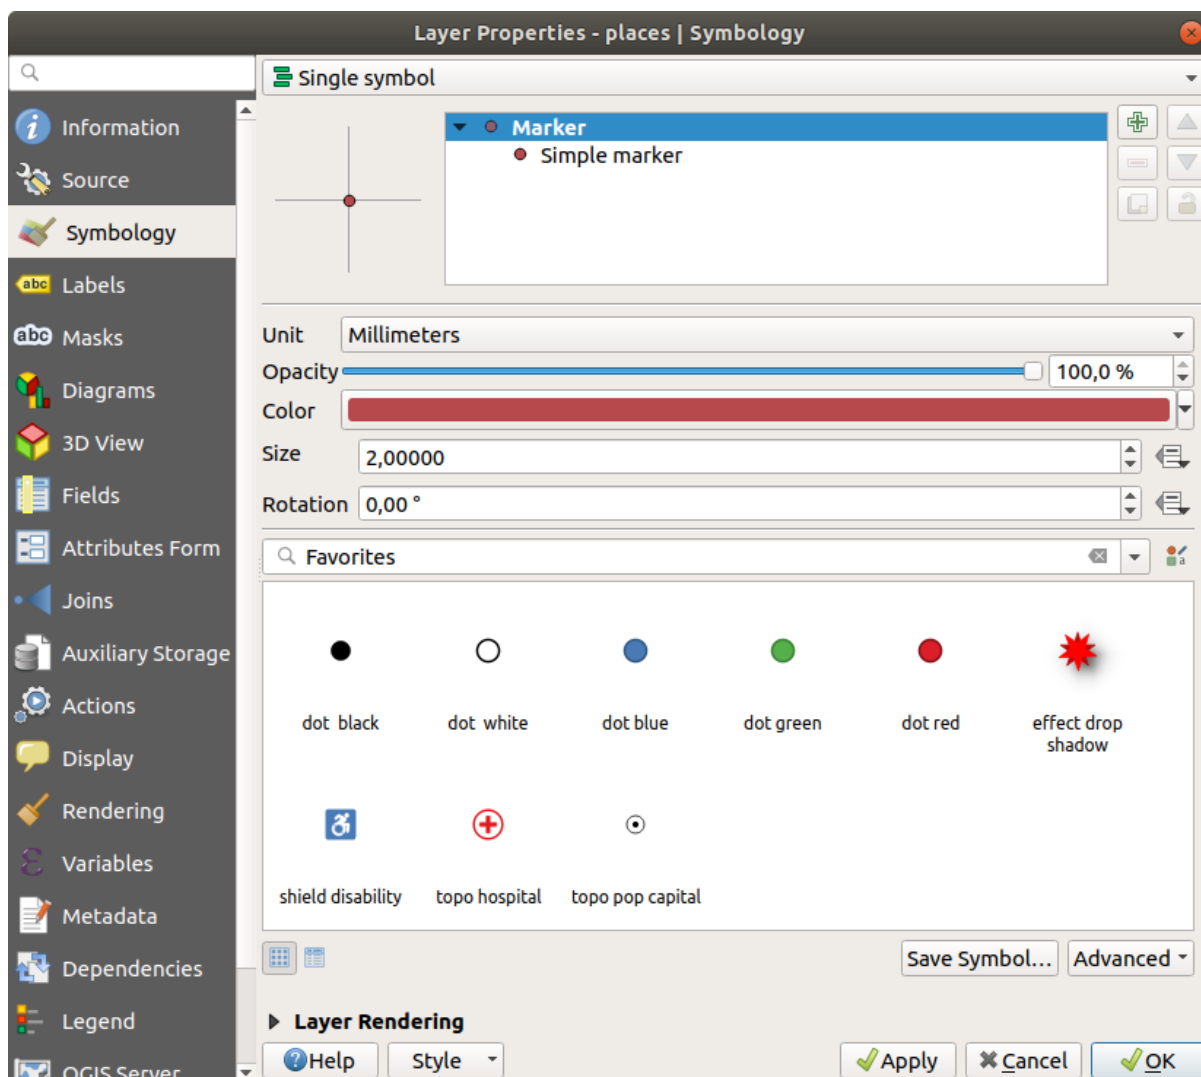 Layer Properties - places | Symbology
Single symbol
Information
Source
Symbology
Labels
Masks
Diagrams
3D View
Fields
Attributes Form
Joins
Auxiliary Storage
Actions
Display
Rendering
Variables
Metadata
Dependencies
Legend
QGIS Server
Marker
Simple marker
Unit Millimeters
Opacity 100,0 %
Color
Size 2,00000
Rotation 0,00 °
Favorites
dot black dot white dot blue dot green dot red effect drop
shadow
shield disability topo hospital topo pop capital
Save Symbol... Advanced
Layer Rendering
Help Style Apply Cancel OK